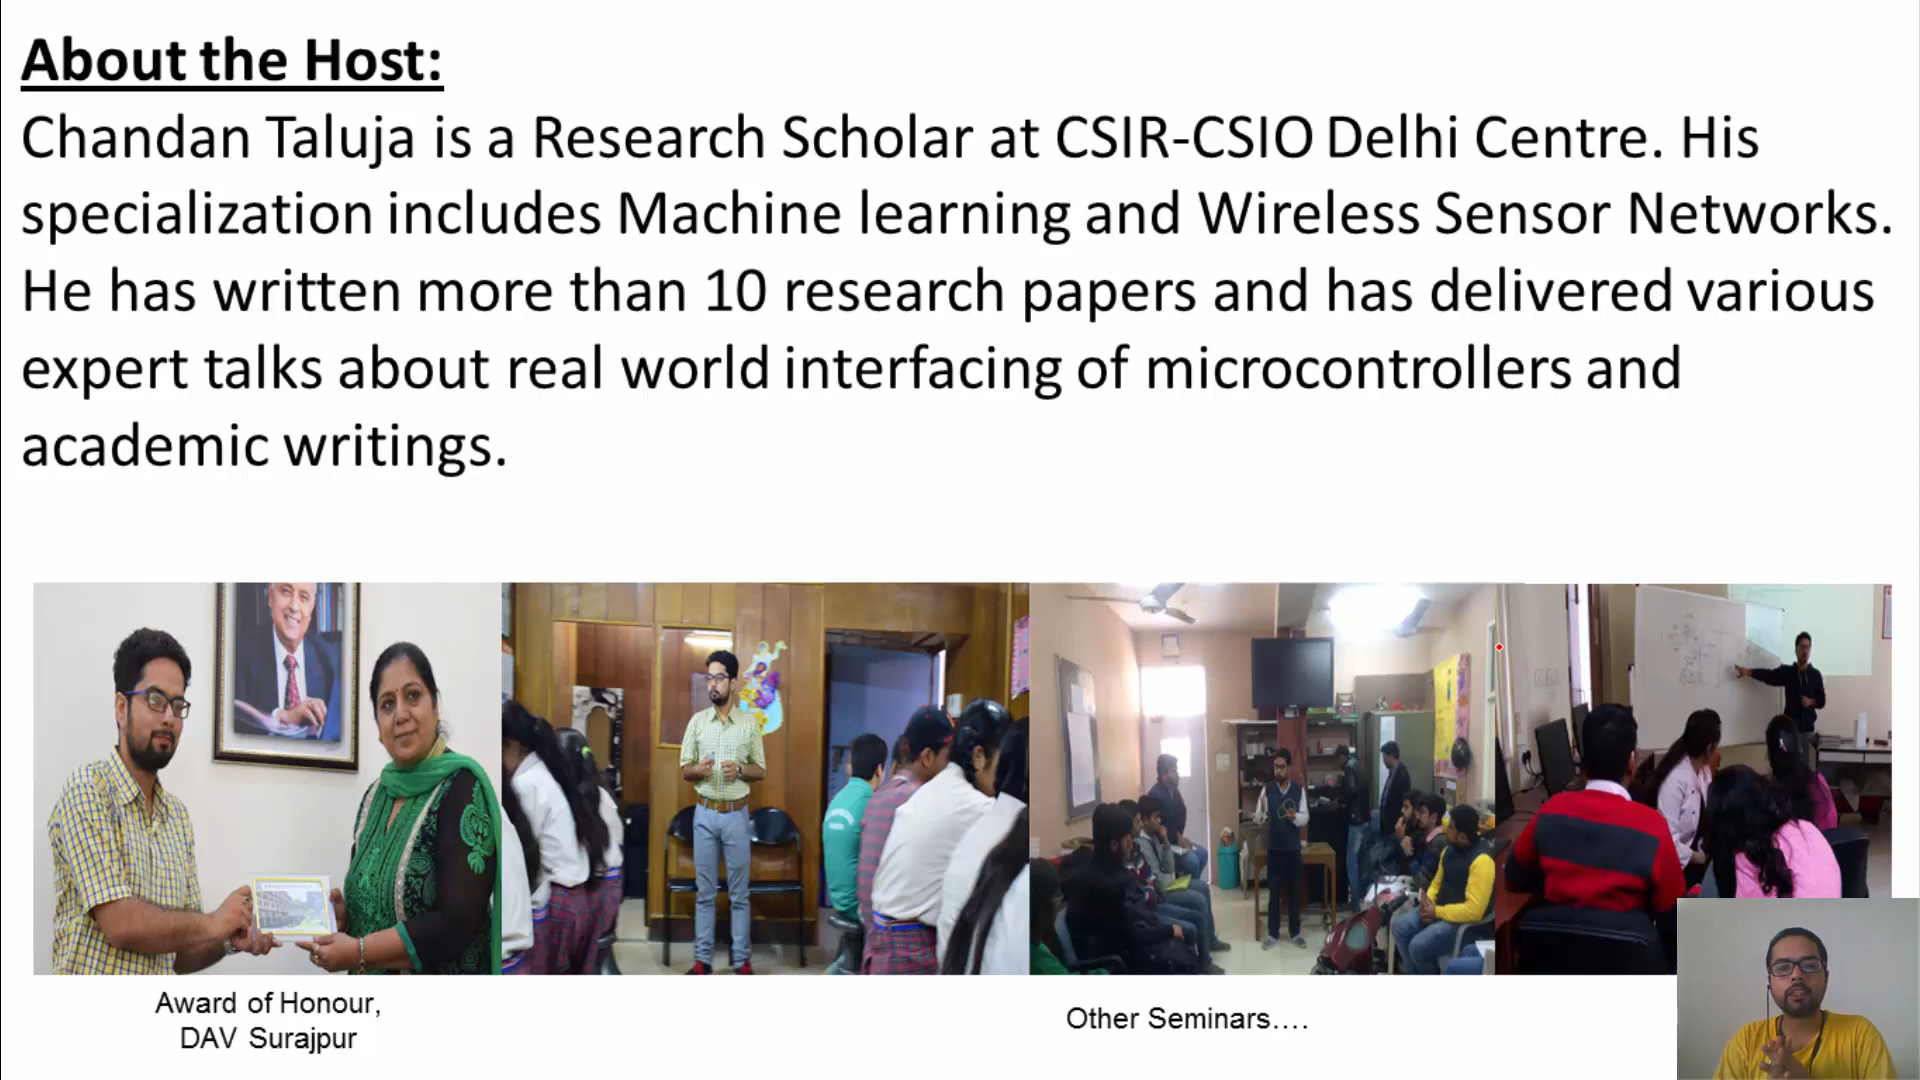 About the Host:
Chandan Taluja is a Research Scholar at CSIR-CSIO Delhi Centre. His
specialization includes Machine learning and Wireless Sensor Networks.
He has written more than 10 research papers and has delivered various
expert talks about real world interfacing of microcontrollers and
academic writings.
Award of Honour,
DAV Surajpur
Other Seminars....